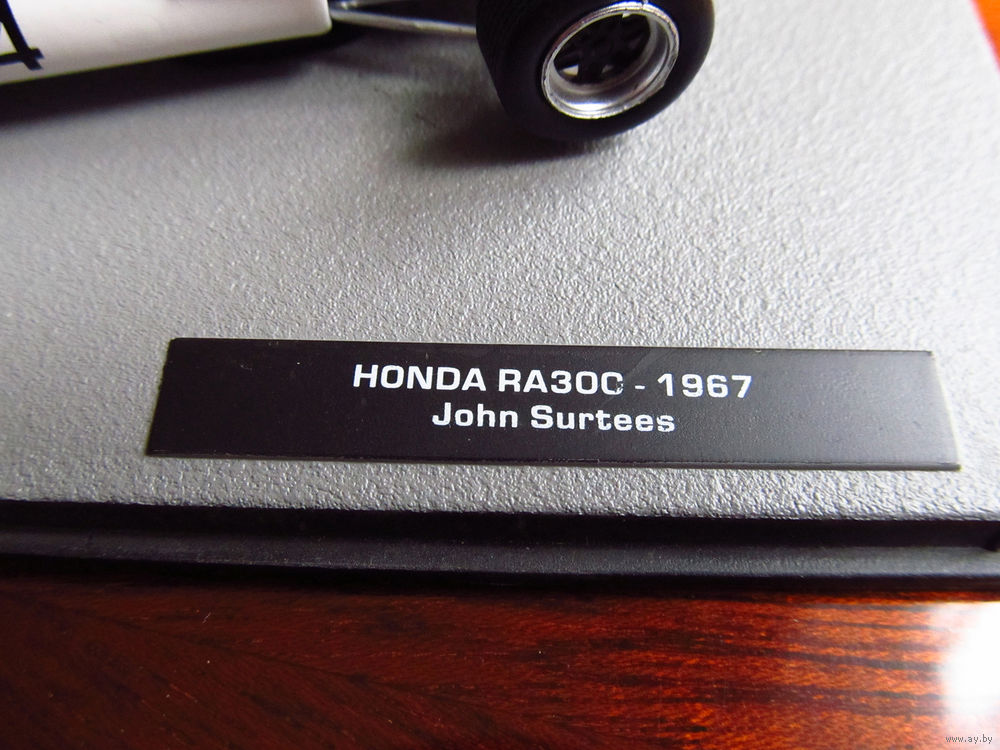 HONDA RA300 - 1967
John Surtees
www.ay.by